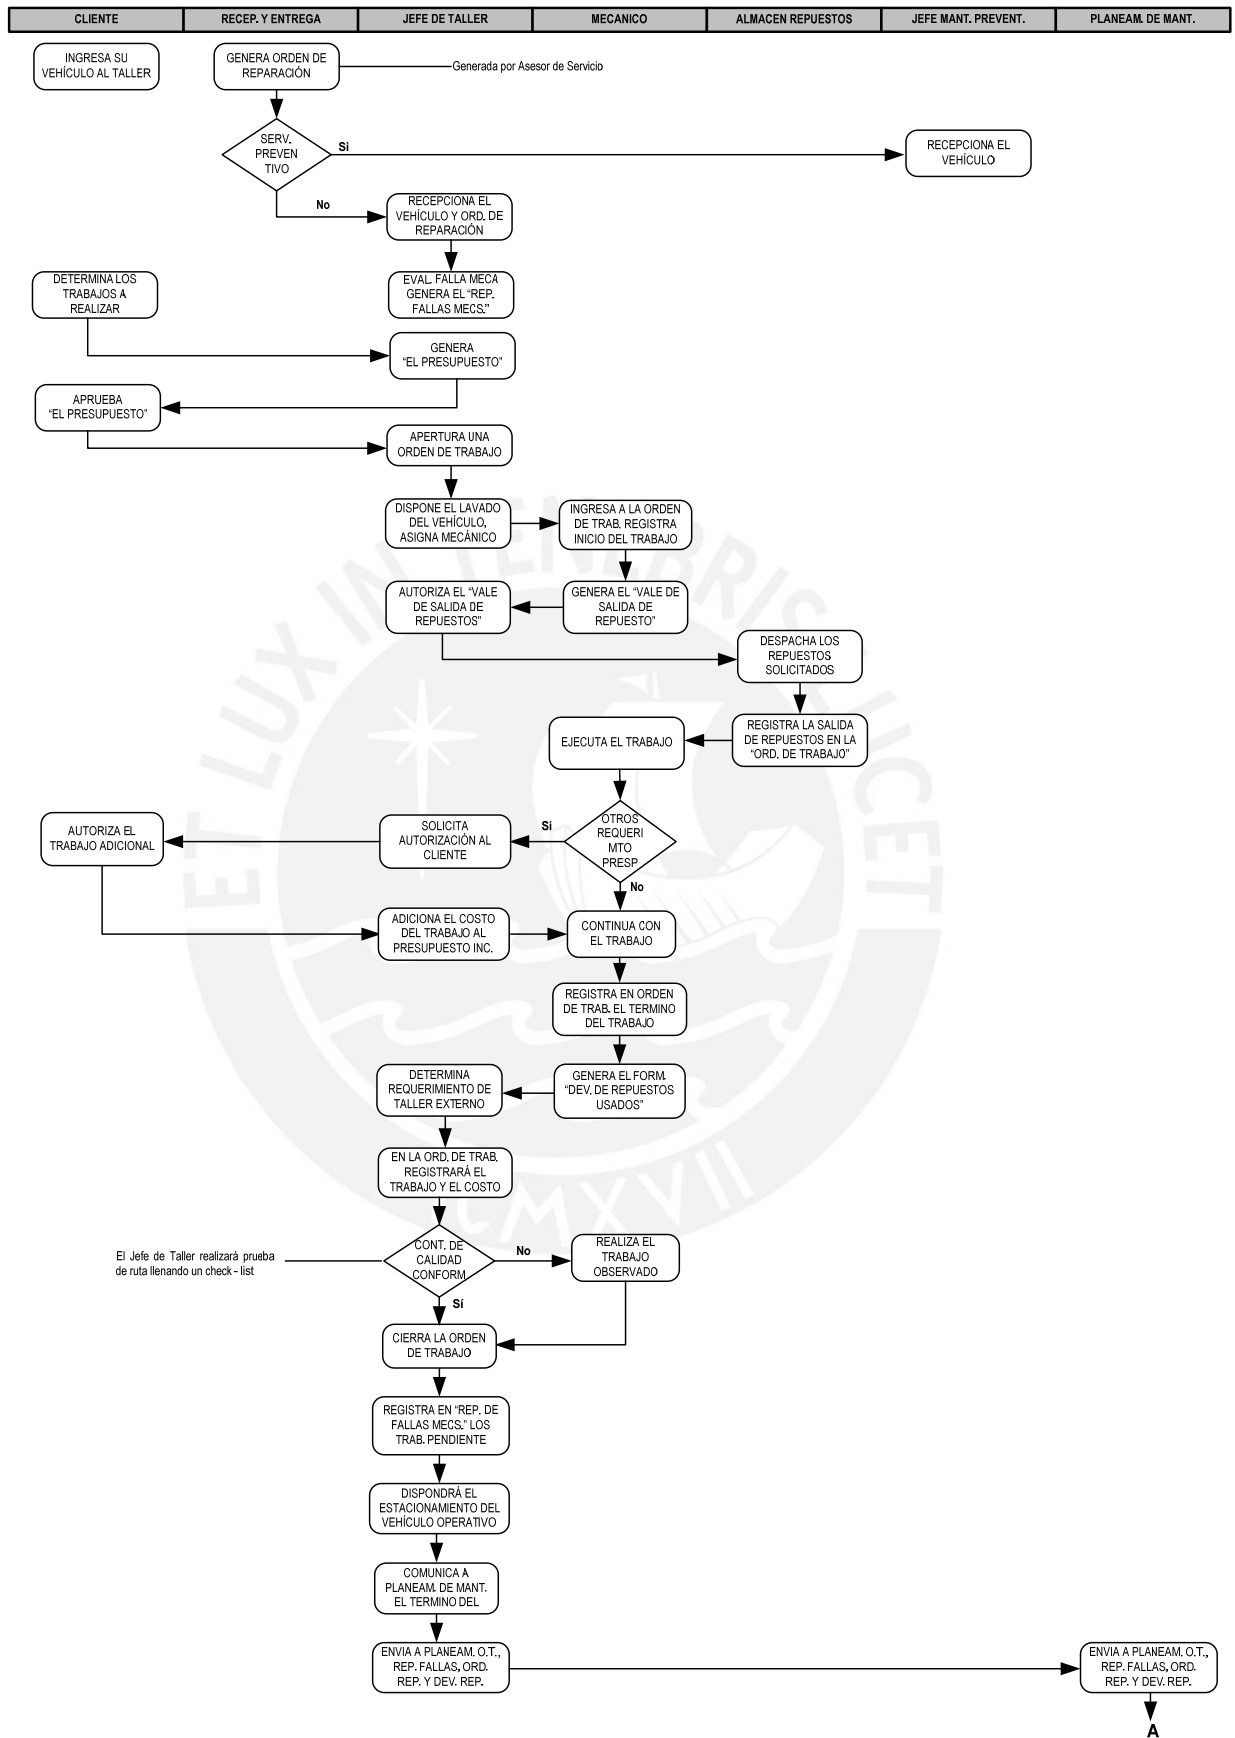 CLIENTE
RECEP. Y ENTREGA
JEFE DE TALLER
MECANICO
ALMACEN REPUESTOS
JEFE MANT. PREVENT.
PLANEAM. DE MANT.
INGRESA SU
VEHÍCULO AL TALLER
GENERA ORDEN DE
REPARACIÓN
Generada por Asesor de Servicio
SERV.
PREVEN
TIVO
Si
RECEPCIONA EL
VEHÍCULO
No
RECEPCIONA EL
VEHÍCULO Y ORD. DE
REPARACIÓN
EVAL. FALLA MECA
GENERA EL “REP.
FALLAS MECS.”
DETERMINA LOS
TRABAJOS A
REALIZAR
GENERA
“EL PRESUPUESTO”
APRUEBA
“EL PRESUPUESTO”
APERTURA UNA
ORDEN DE TRABAJO
DISPONE EL LAVADO
DEL VEHÍCULO,
ASIGNA MECÁNICO
INGRESA A LA ORDEN
DE TRAB. REGISTRA
INICIO DEL TRABAJO
AUTORIZA EL “VALE
DE SALIDA DE
REPUESTOS”
GENERA EL “VALE DE
SALIDA DE
REPUESTO”
DESPACHA LOS
REPUESTOS
SOLICITADOS
REGISTRA LA SALIDA
DE REPUESTOS EN LA
“ORD. DE TRABAJO”
EJECUTA EL TRABAJO
OTROS
REQUERI
MTO
PRESP
Si
SOLICITA
AUTORIZACIÓN AL
CLIENTE
AUTORIZA EL
TRABAJO ADICIONAL
No
ADICIONA EL COSTO
DEL TRABAJO AL
PRESUPUESTO INC.
CONTINUA CON
EL TRABAJO
REGISTRA EN ORDEN
DE TRAB. EL TERMINO
DEL TRABAJO
DETERMINA
REQUERIMIENTO DE
TALLER EXTERNO
GENERA EL FORM.
“DEV. DE REPUESTOS
USADOS”
EN LA ORD. DE TRAB.
REGISTRARÁ EL
TRABAJO Y EL COSTO
El Jefe de Taller realizará prueba
de ruta llenando un check - list
CONT. DE
CALIDAD
CONFORM
No
REALIZA EL
TRABAJO
OBSERVADO
Sí
CIERRA LA ORDEN
DE TRABAJO
REGISTRA EN “REP. DE
FALLAS MECS.” LOS
TRAB. PENDIENTE
DISPONDRÁ EL
ESTACIONAMIENTO DEL
VEHÍCULO OPERATIVO
COMUNICA A
PLANEAM. DE MANT.
EL TERMINO DEL
ENVIA A PLANEAM. O.T.,
REP. FALLAS, ORD.
REP. Y DEV. REP.
ENVIA A PLANEAM. O.T.,
REP. FALLAS, ORD.
REP. Y DEV. REP.
A
ET LUX IN TENEBRIS LUCET
MCMXVII